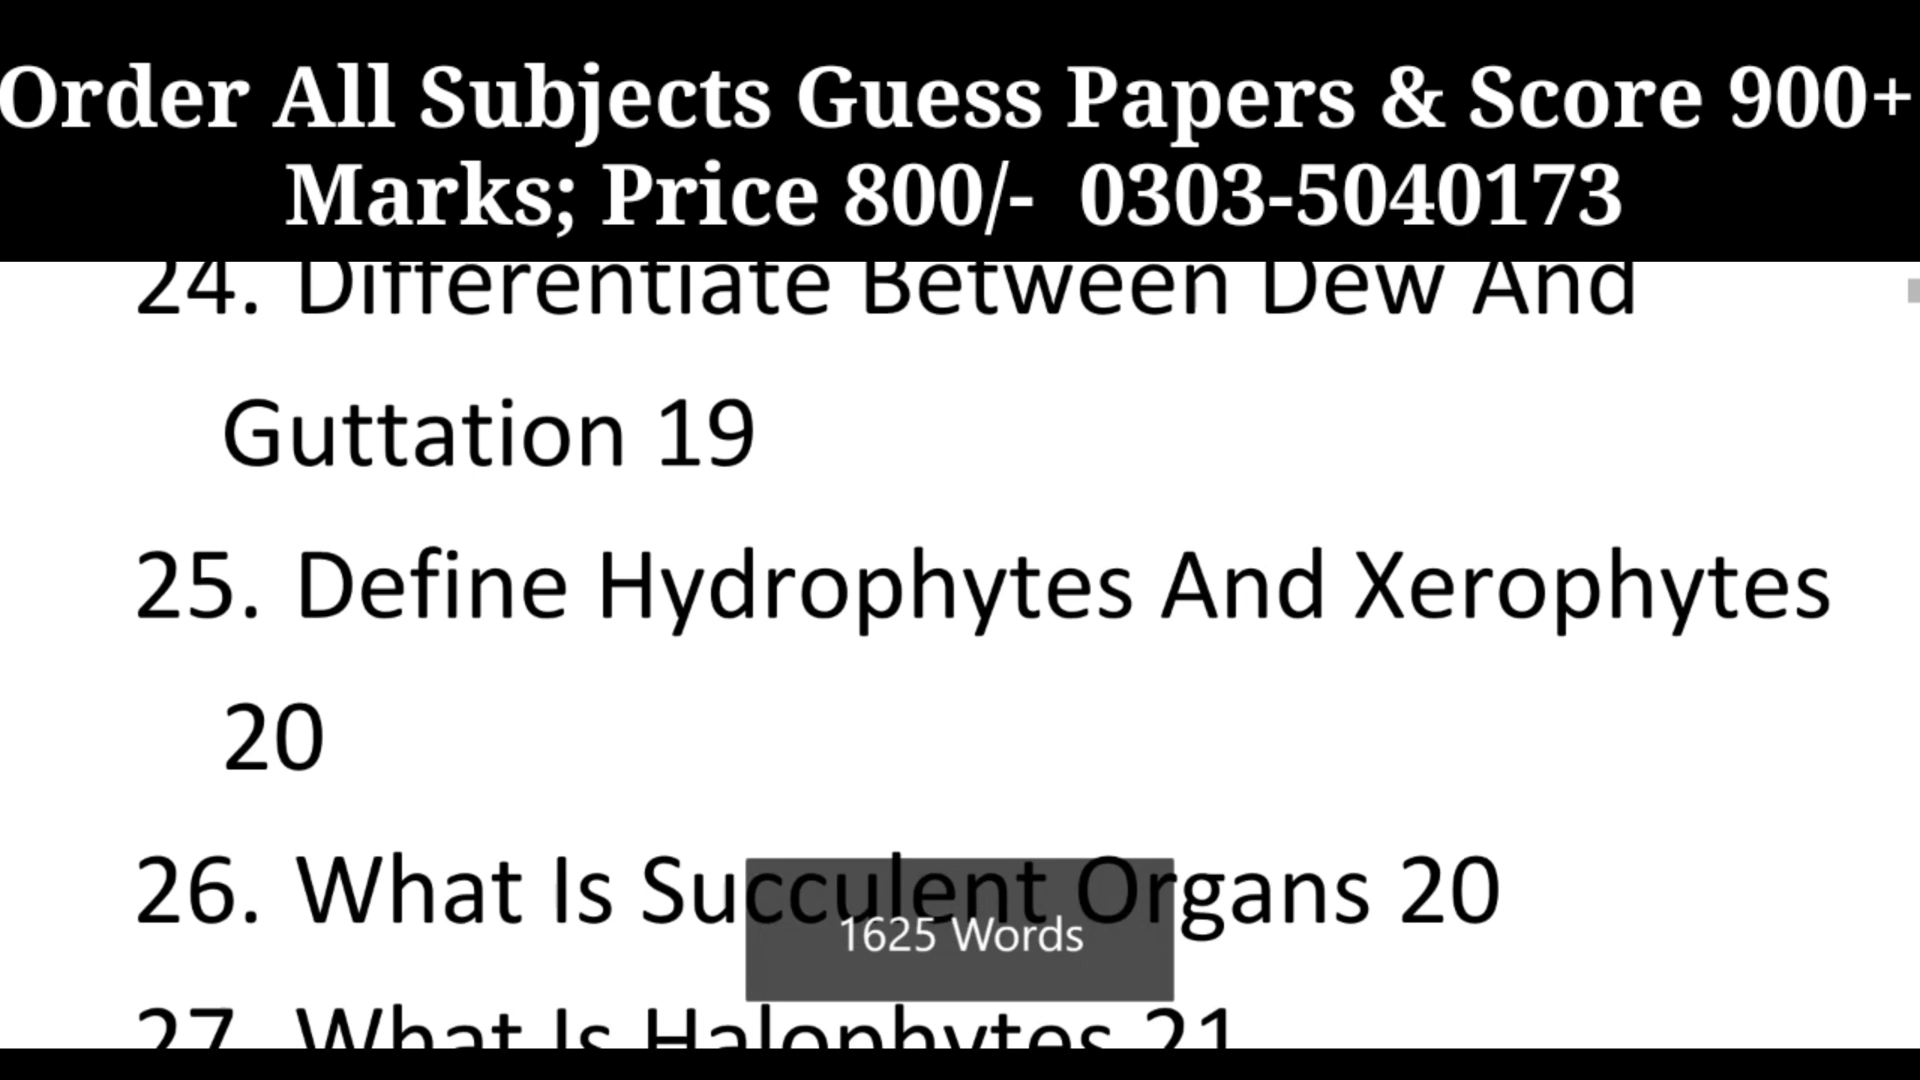 Order All Subjects Guess Papers & Score 900+
Marks; Price 800/- 0303-5040173
24. Differentiate Between Dew And
Guttation 19
25. Define Hydrophytes And Xerophytes
20
26. What Is Succulent Organs 20
1625 Words
27. What Is Halophytes 21